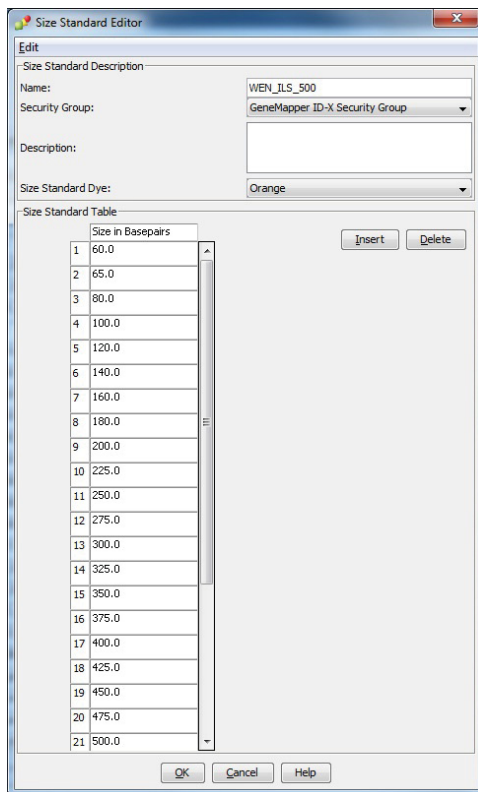 Size Standard Editor
Edit
Size Standard Description
Name: WEN_ILS_500
Security Group: GeneMapper ID-X Security Group
Description:
Size Standard Dye: Orange
Size Standard Table
Size in Basepairs
Insert Delete
1 60.0
2 65.0
3 80.0
4 100.0
5 120.0
6 140.0
7 160.0
8 180.0
9 200.0
10 225.0
11 250.0
12 275.0
13 300.0
14 325.0
15 350.0
16 375.0
17 400.0
18 425.0
19 450.0
20 475.0
21 500.0
OK Cancel Help